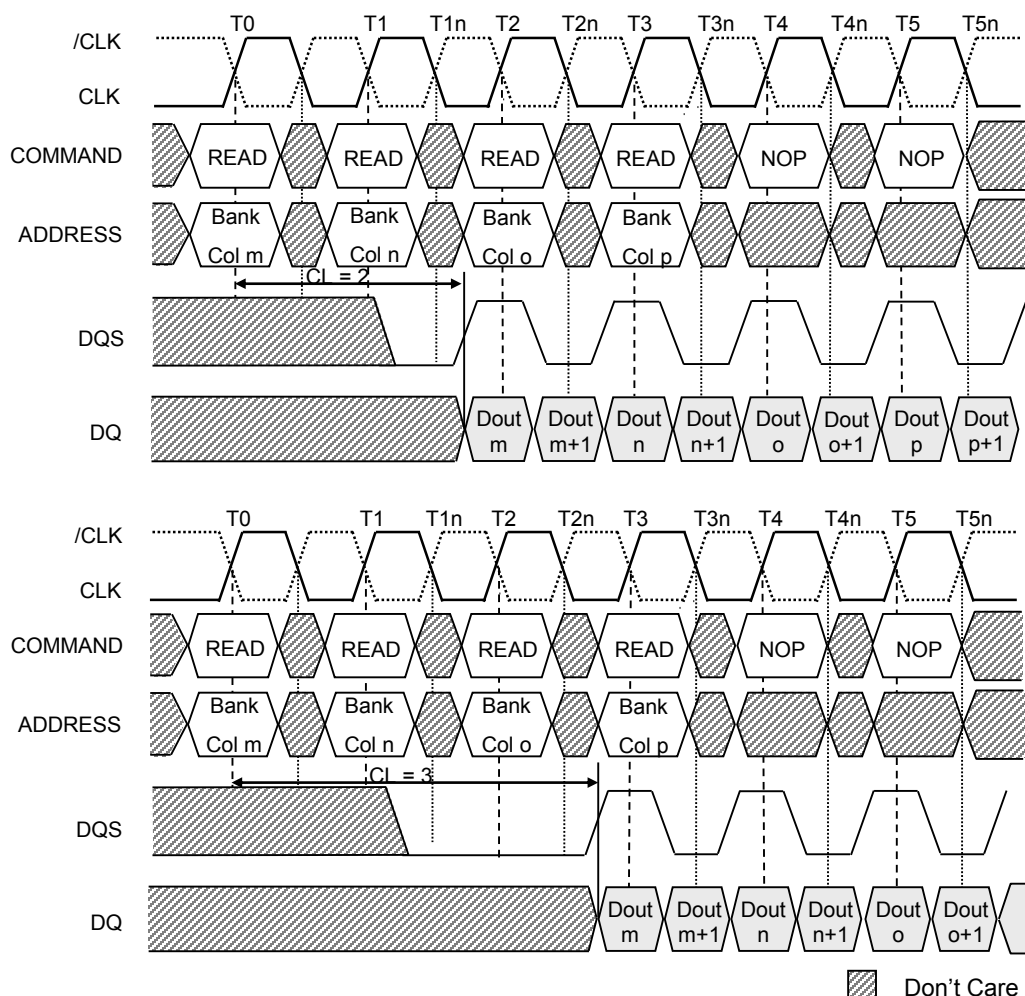 T0 T1 T1n T2 T2n T3 T3n T4 T4n T5 T5n
/CLK
CLK
COMMAND READ READ READ READ NOP NOP
ADDRESS
Bank Bank Bank Bank
Col m Col n Col o Col p
CL = 2
DQS
DQ
Dout Dout Dout Dout Dout Dout Dout Dout
m m+1 n n+1 o o+1 p p+1
T0 T1 T1n T2 T2n T3 T3n T4 T4n T5 T5n
/CLK
CLK
COMMAND READ READ READ READ NOP NOP
ADDRESS
Bank Bank Bank Bank
Col m Col n Col o Col p
CL = 3
DQS
DQ
Dout Dout Dout Dout Dout Dout
m m+1 n n+1 o o+1
Don't Care